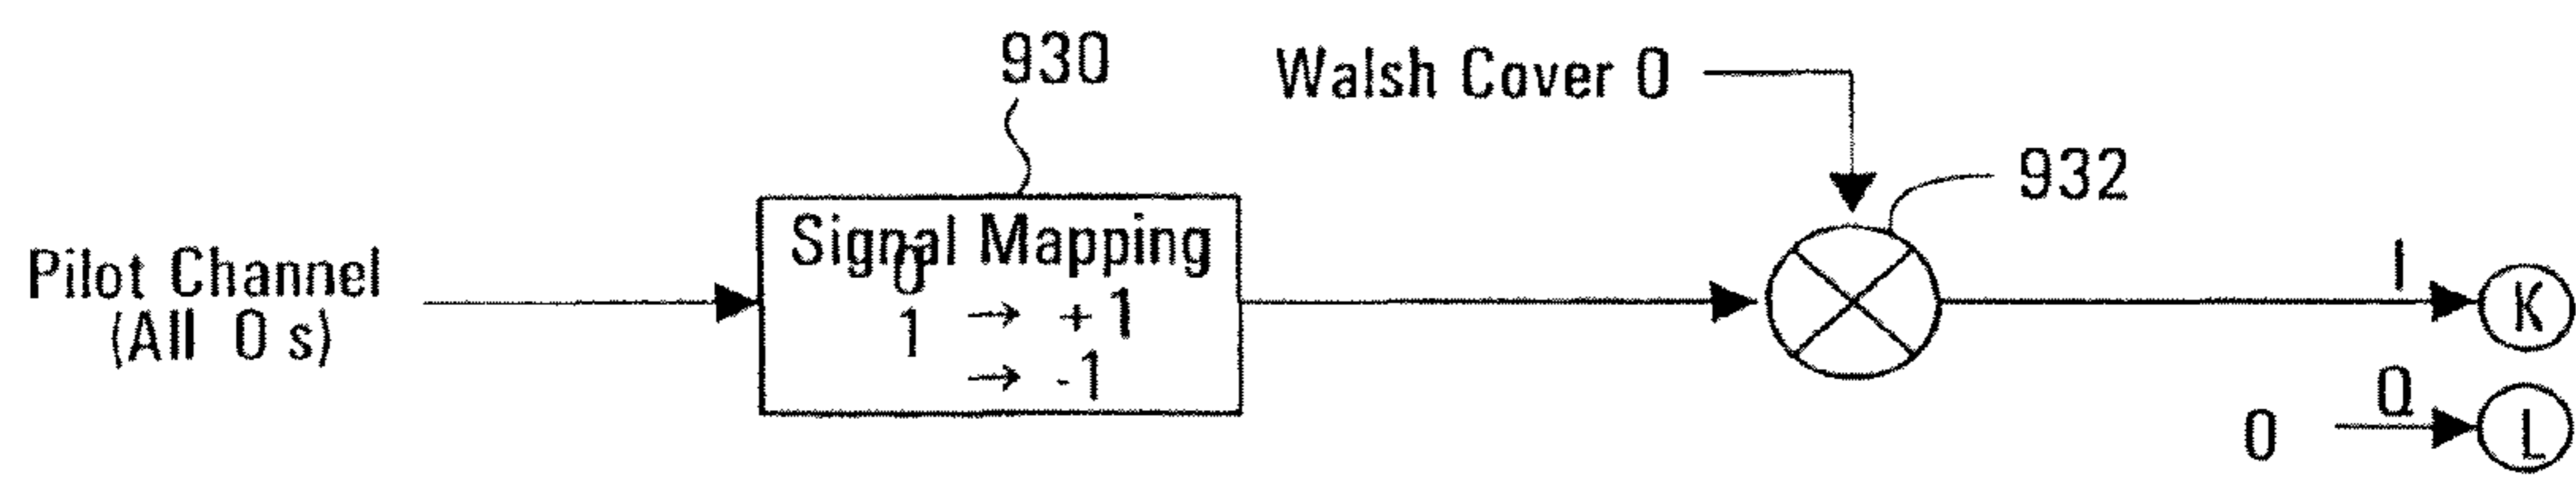 930
Walsh Cover 0
932
Pilot Channel
(All 0 s)
Signal Mapping
0
1 → +1
→ -1
I
K
Q
0
L